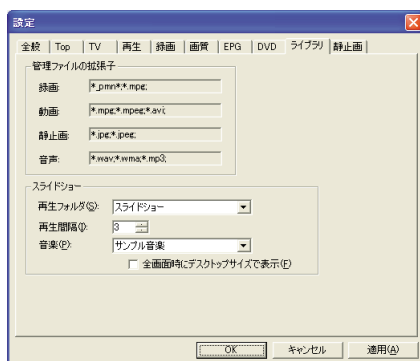 設定
全般 Top TV 再生 録画 画質 EPG DVD ライブラリ 静止画
管理ファイルの拡張子
録画: *_pmn*;*.mpg;
動画: *.mpg;*.mpeg;*.avi;
静止画: *.jpg;*.jpeg;
音声: *.wav;*.wma;*.mp3;
スライドショー
再生フォルダ(S): スライドショー
再生間隔(I): 3
音楽(P): サンプル音楽
全画面時にデスクトップサイズで表示(F)
OK キャンセル 適用(A)